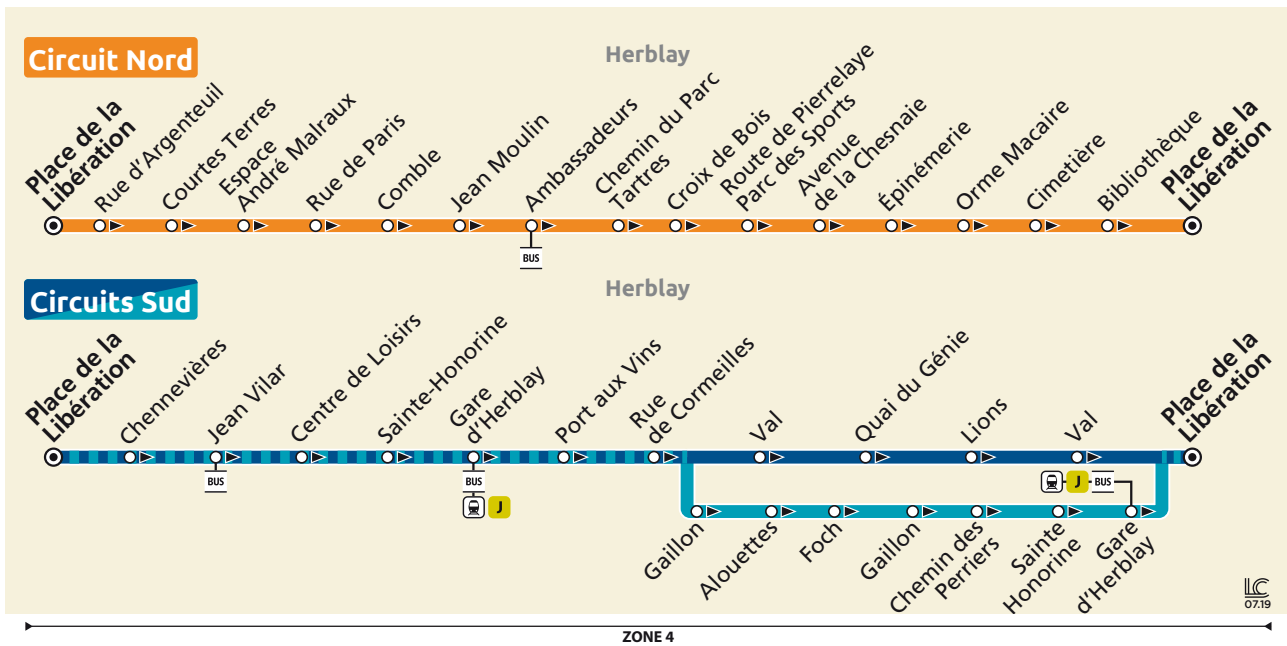 Circuit Nord
Herblay
Place de la
Libération
Rue d'Argenteuil
Courtes Terres
Espace
André Malraux
Rue de Paris
Comble
Jean Moulin
Ambassadeurs
Chemin du Parc
Tartres
Croix de Bois
Route de Pierrelaye
Parc des Sports
Avenue
de la Chesnaie
Épinémerie
Orme Macaire
Cimetière
Bibliothèque
Place de la
Libération
BUS
Circuits Sud
Herblay
Place de la
Libération
Chennevières
Jean Vilar
Centre de Loisirs
Sainte-Honorine
Gare
d'Herblay
Port aux Vins
Rue
de Cormeilles
Val
Quai du Génie
Lions
Val
Place de la
Libération
BUS
BUS
J
J BUS
Gaillon
Alouettes
Foch
Gaillon
Chemin des
Perriers
Sainte
Honorine
Gare
d'Herblay
LC
07.19
ZONE 4